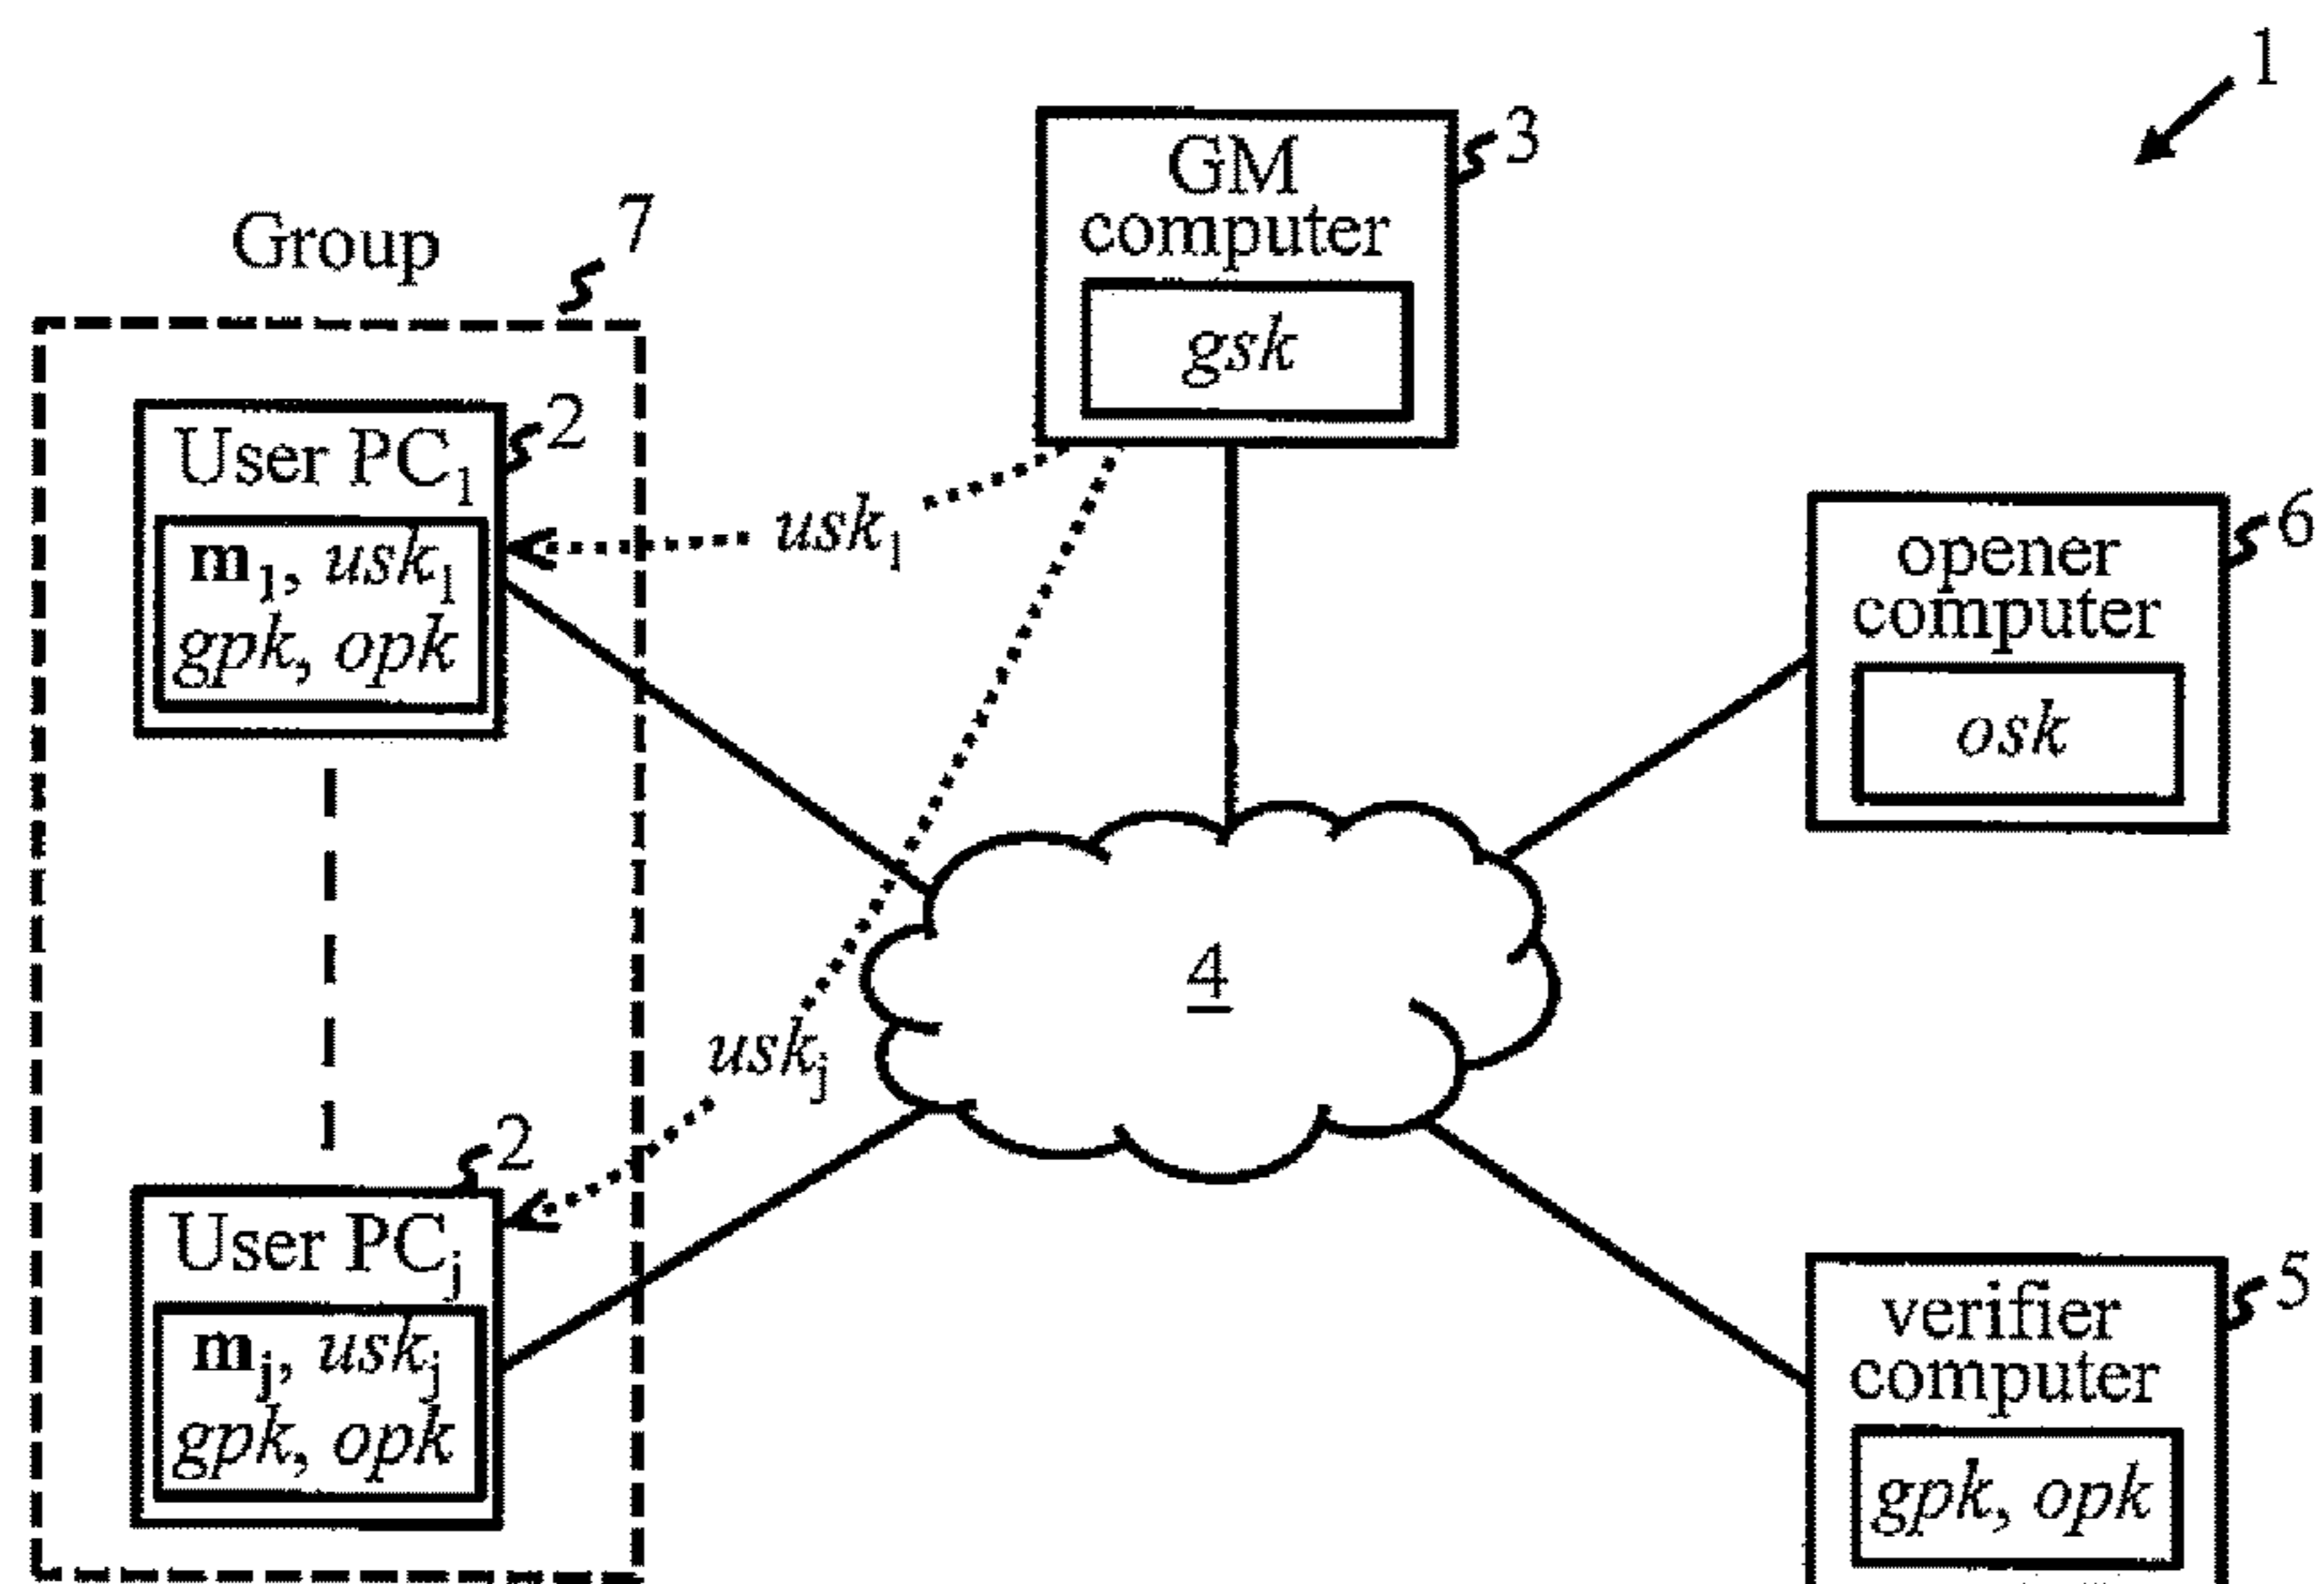 1
GM
computer
3
gsk
Group
7
User PC1
2
m1, usk1
gpk, opk
usk1
opener
computer
6
osk
4
uskj
User PCj
2
mj, uskj
gpk, opk
verifier
computer
5
gpk, opk